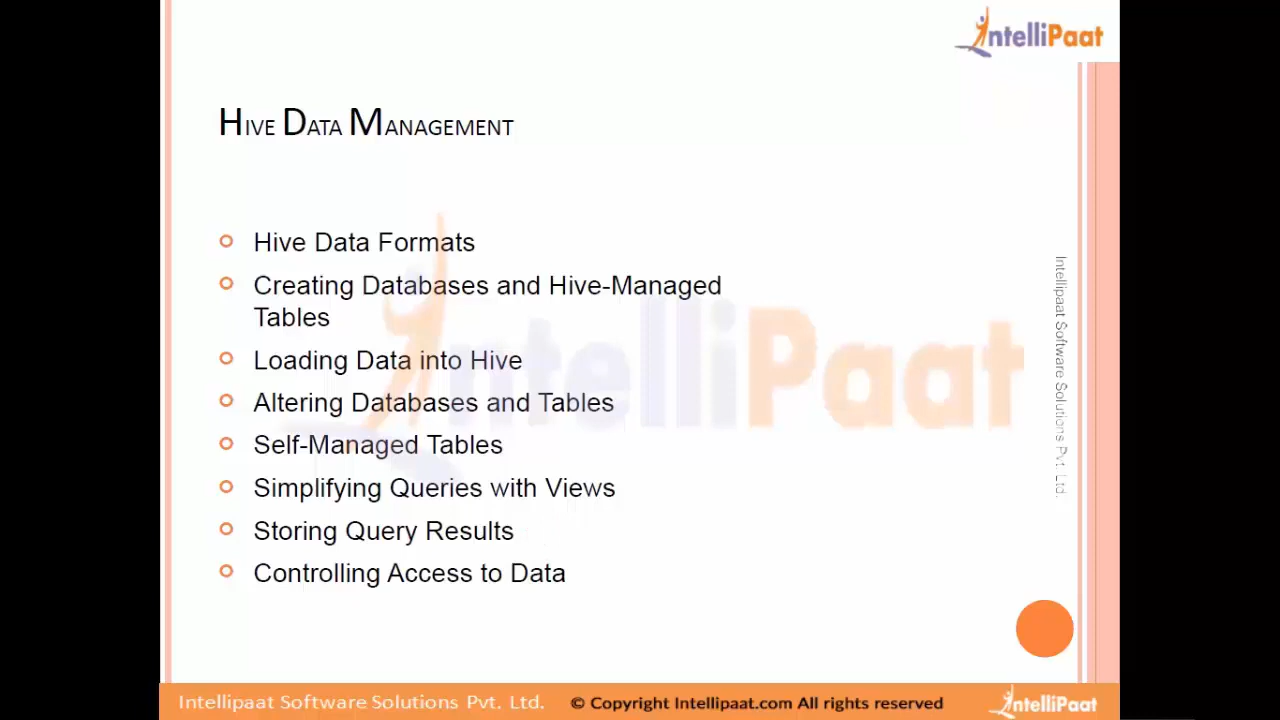 IntelliPaat
HIVE DATA MANAGEMENT
Hive Data Formats
Creating Databases and Hive-Managed
Tables
Loading Data into Hive
Altering Databases and Tables
Self-Managed Tables
Simplifying Queries with Views
Storing Query Results
Controlling Access to Data
IntelliPaat
Intellipaat Software Solutions Pvt. Ltd.
Intellipaat Software Solutions Pvt. Ltd. © Copyright Intellipaat.com All rights reserved IntelliPaat